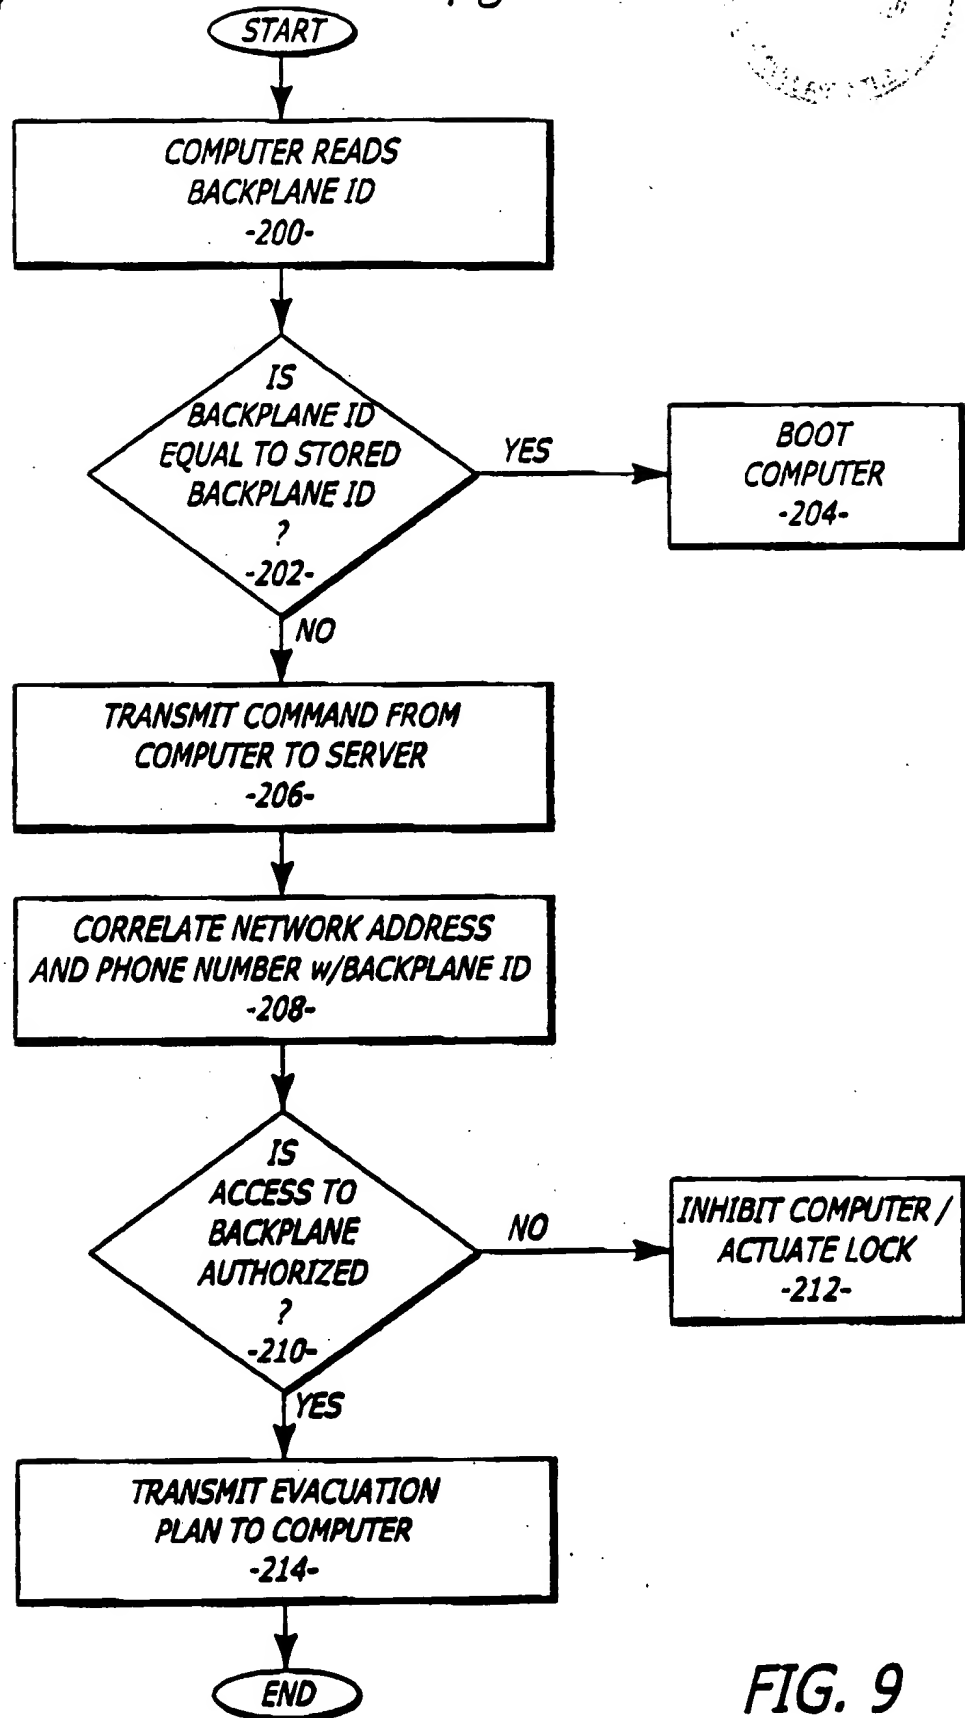 START
COMPUTER READS
BACKPLANE ID
-200-
IS
BACKPLANE ID
EQUAL TO STORED
BACKPLANE ID
?
-202-
YES
BOOT
COMPUTER
-204-
NO
TRANSMIT COMMAND FROM
COMPUTER TO SERVER
-206-
CORRELATE NETWORK ADDRESS
AND PHONE NUMBER w/BACKPLANE ID
-208-
IS
ACCESS TO
BACKPLANE
AUTHORIZED
?
-210-
NO
INHIBIT COMPUTER /
ACTUATE LOCK
-212-
YES
TRANSMIT EVACUATION
PLAN TO COMPUTER
-214-
END
FIG. 9